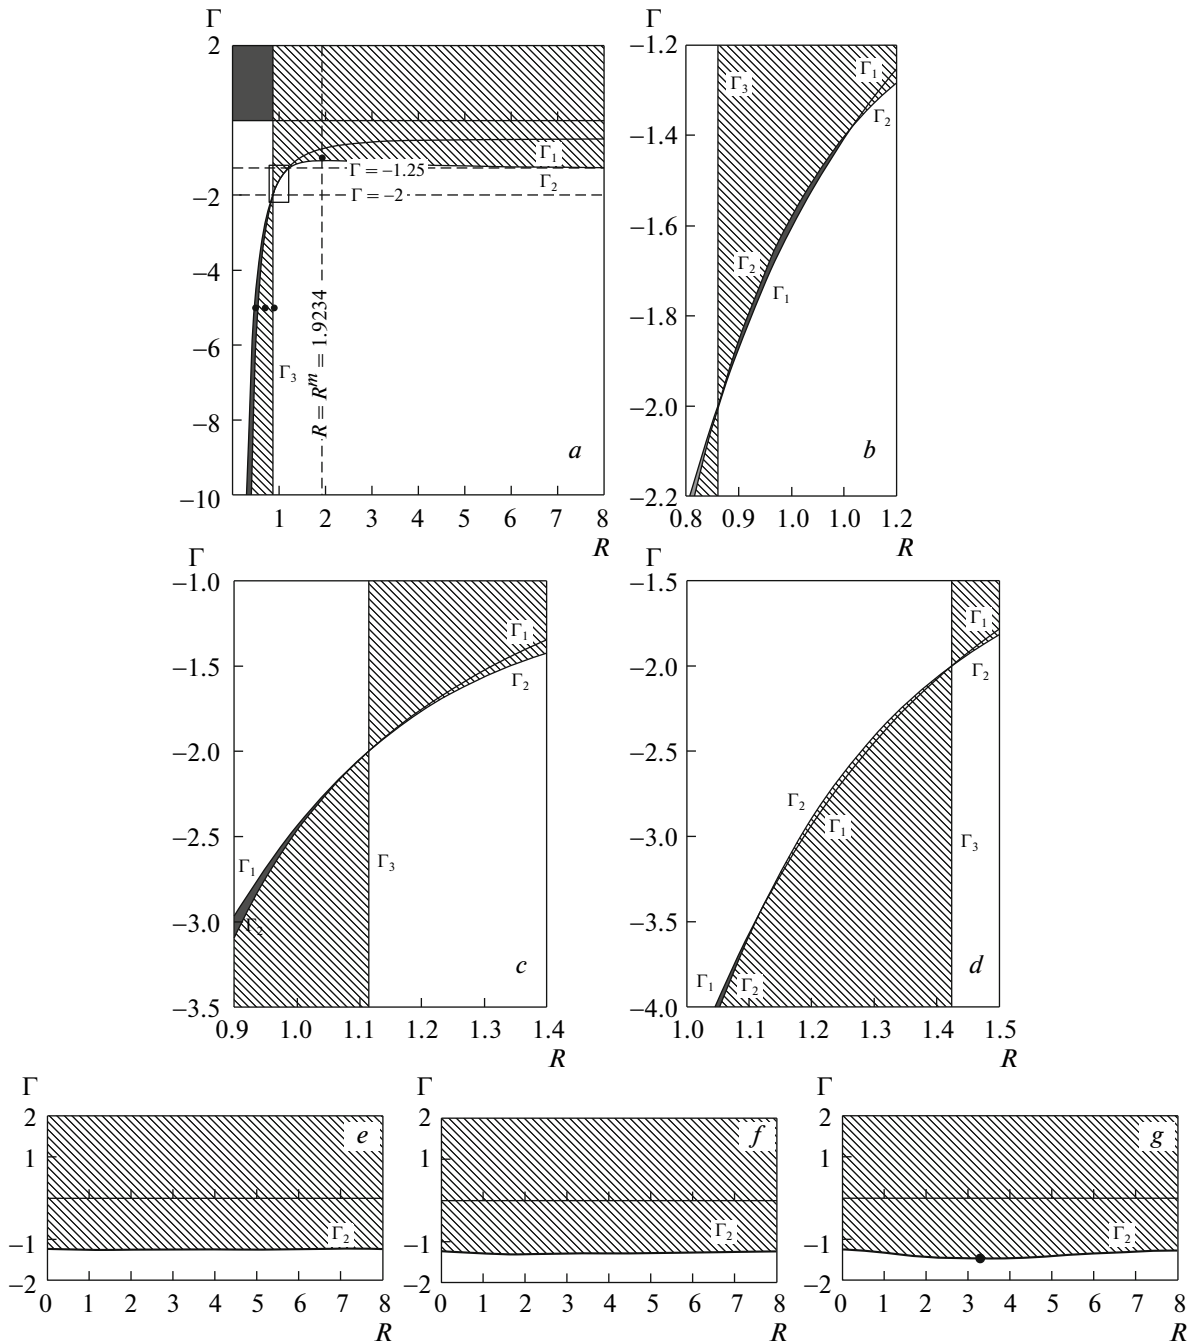 Γ
2
−2
−4
−6
−8
−10
1 2 3 4 5 6 7 8
R
Γ₁
Γ = −1.25
Γ₂
Γ = −2
Γ₃
R = Rᵐ = 1.9234
a
Γ
−1.2
−1.4
−1.6
−1.8
−2.0
−2.2
0.8 0.9 1.0 1.0 1.2
R
Γ₃
Γ₁
Γ₂
Γ₂
Γ₁
b
Γ
−1.0
−1.5
−2.0
−2.5
−3.0
−3.5
0.9 1.0 1.1 1.2 1.3 1.4
R
Γ₁
Γ₂
Γ₁
Γ₃
Γ₂
c
Γ
−1.5
−2.0
−2.5
−3.0
−3.5
−4.0
1.0 1.1 1.2 1.3 1.4 1.5
R
Γ₁
Γ₂
Γ₂
Γ₁
Γ₃
Γ₁
Γ₂
d
Γ
2
1
−1
−2
0 1 2 3 4 5 6 7 8
R
e
Γ₂
Γ
2
1
−1
−2
0 1 2 3 4 5 6 7 8
R
f
Γ₂
Γ
2
1
−1
−2
0 1 2 3 4 5 6 7 8
R
g
Γ₂